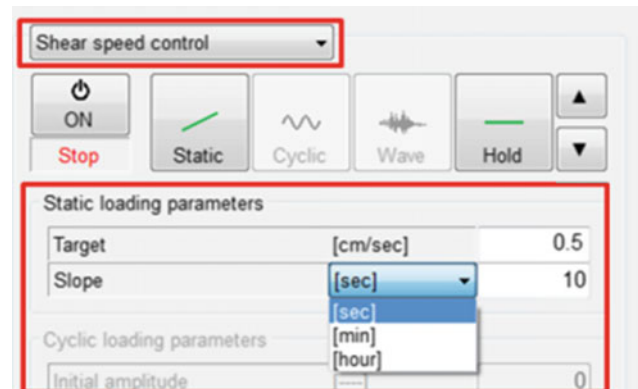 Shear speed control
ON
Stop Static Cyclic Wave Hold
Static loading parameters
Target [cm/sec] 0.5
Slope [sec] 10
[sec]
[min]
Cyclic loading parameters
[hour]
Initial amplitude [----] 0